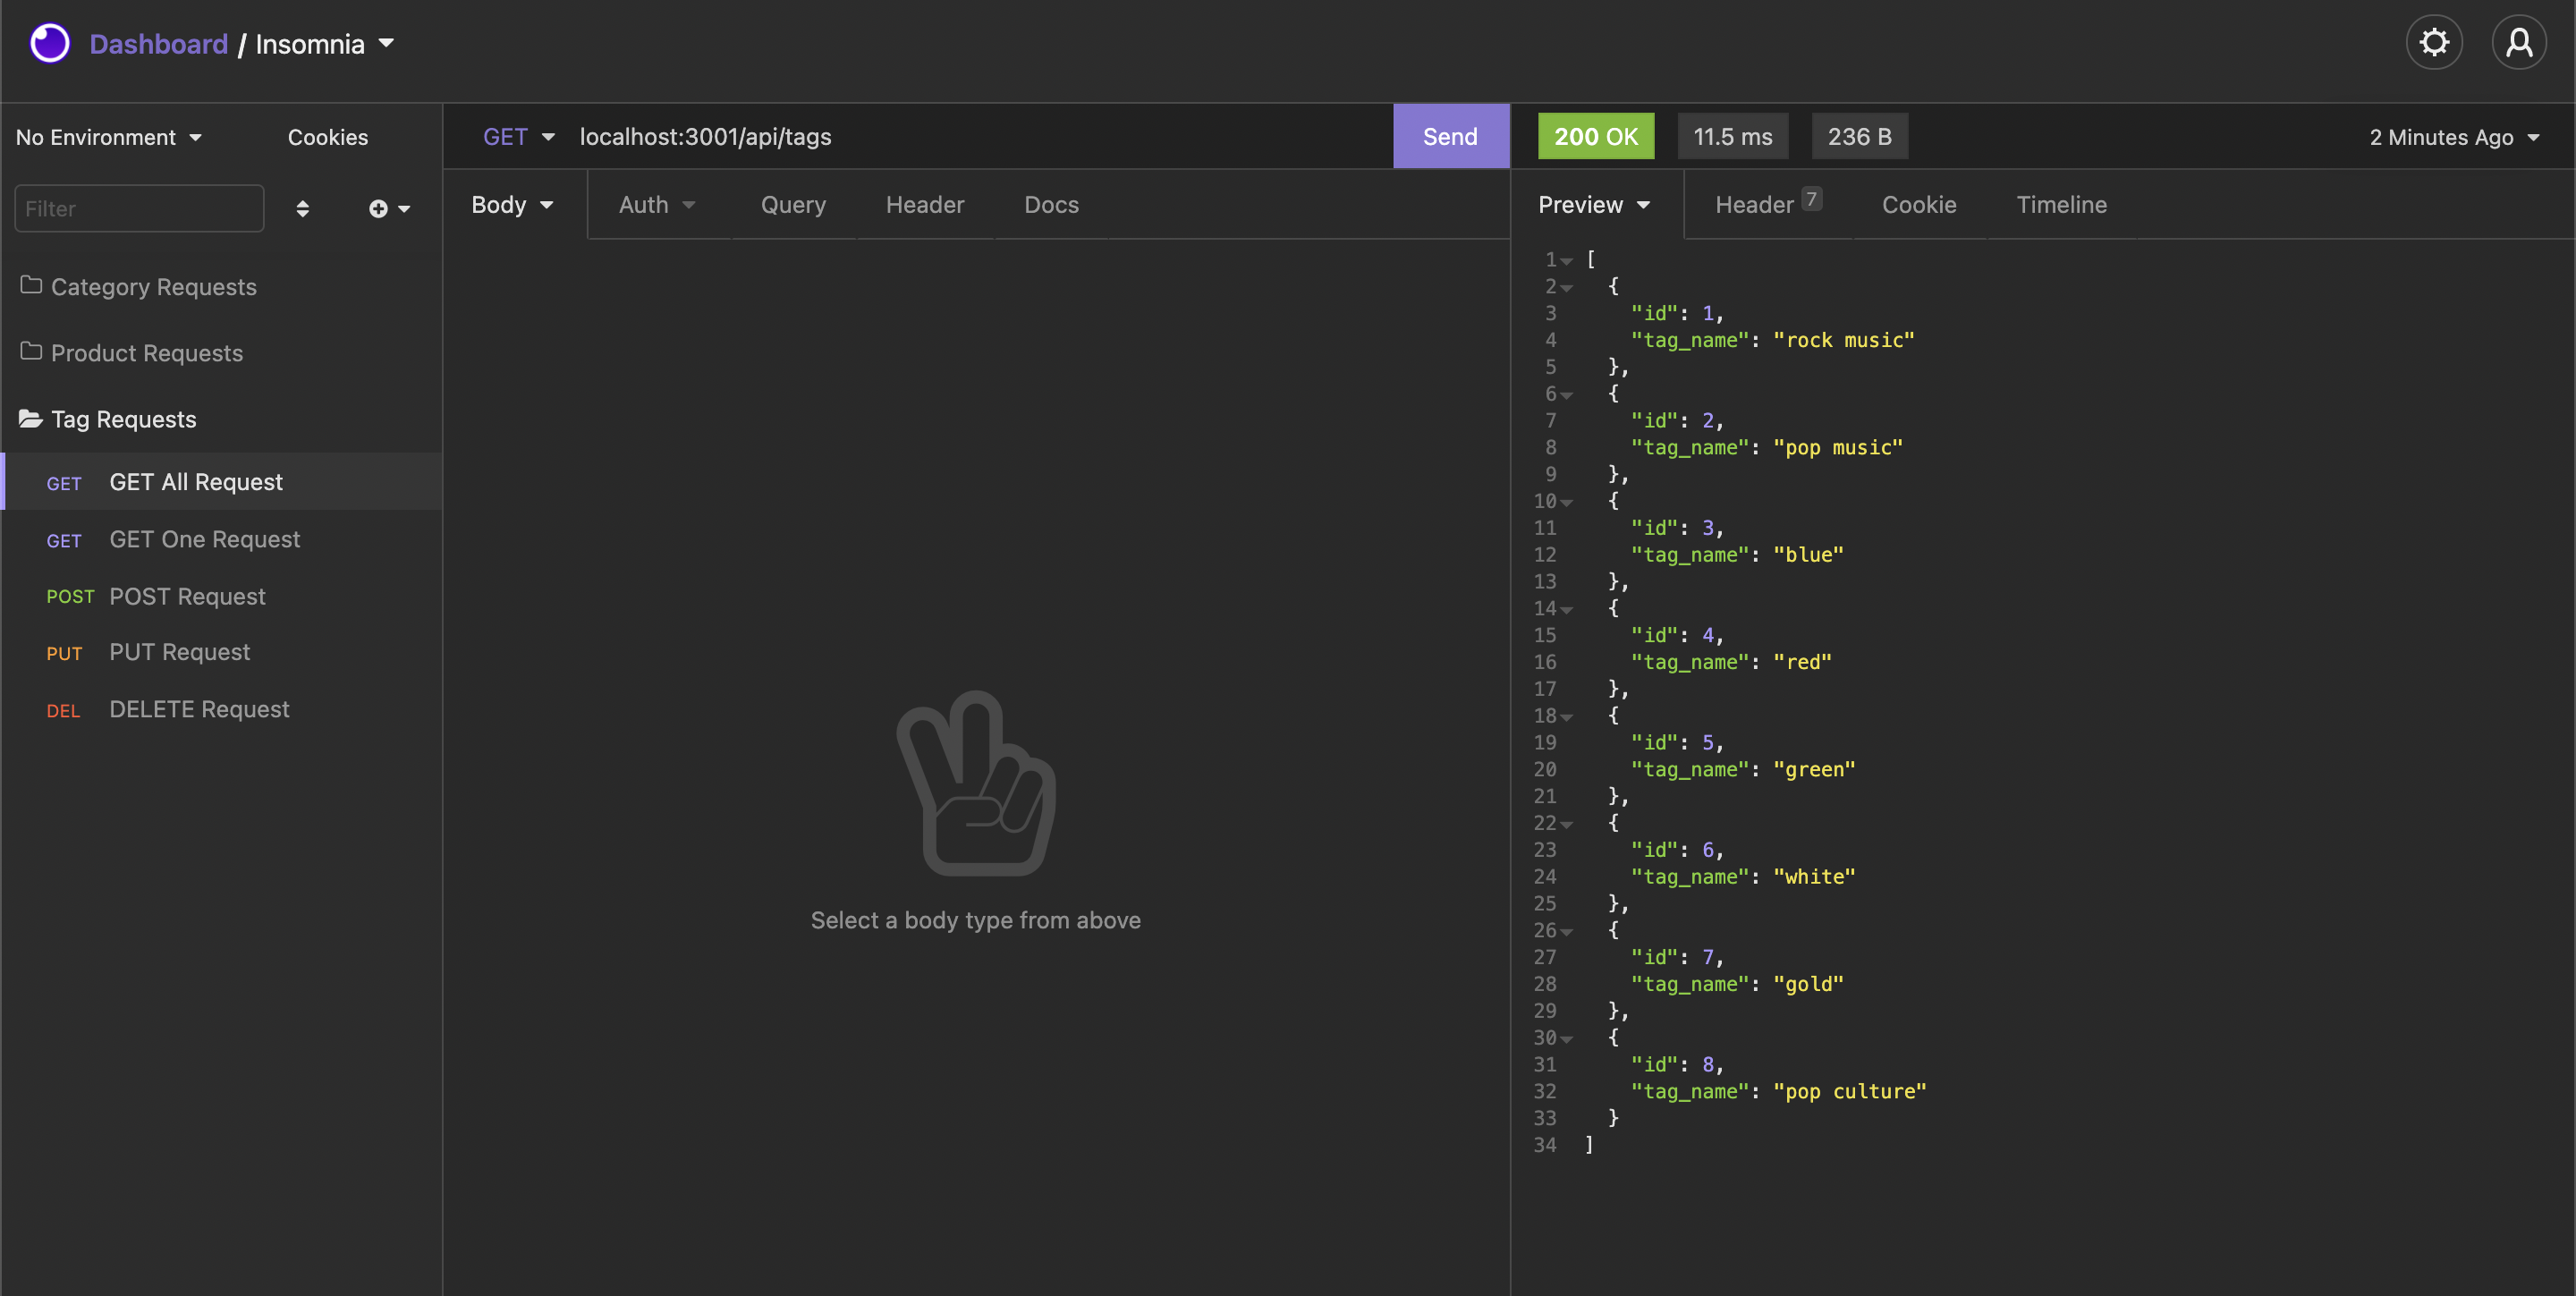 Dashboard / Insomnia
No Environment Cookies
Filter
Category Requests
Product Requests
Tag Requests
GET GET All Request
GET GET One Request
POST POST Request
PUT PUT Request
DEL DELETE Request
GET localhost:3001/api/tags Send
Body Auth Query Header Docs
Select a body type from above
200 OK 11.5 ms 236 B 2 Minutes Ago
Preview Header 7 Cookie Timeline
1 [
2 {
3 "id": 1,
4 "tag_name": "rock music"
5 },
6 {
7 "id": 2,
8 "tag_name": "pop music"
9 },
10 {
11 "id": 3,
12 "tag_name": "blue"
13 },
14 {
15 "id": 4,
16 "tag_name": "red"
17 },
18 {
19 "id": 5,
20 "tag_name": "green"
21 },
22 {
23 "id": 6,
24 "tag_name": "white"
25 },
26 {
27 "id": 7,
28 "tag_name": "gold"
29 },
30 {
31 "id": 8,
32 "tag_name": "pop culture"
33 }
34 ]